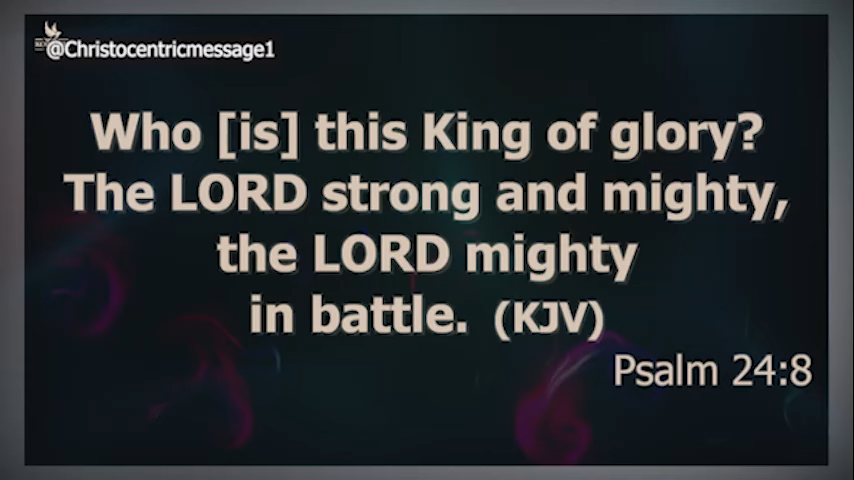 @Christocentricmessage1
Who [is] this King of glory?
The LORD strong and mighty,
the LORD mighty
in battle. (KJV)
Psalm 24:8